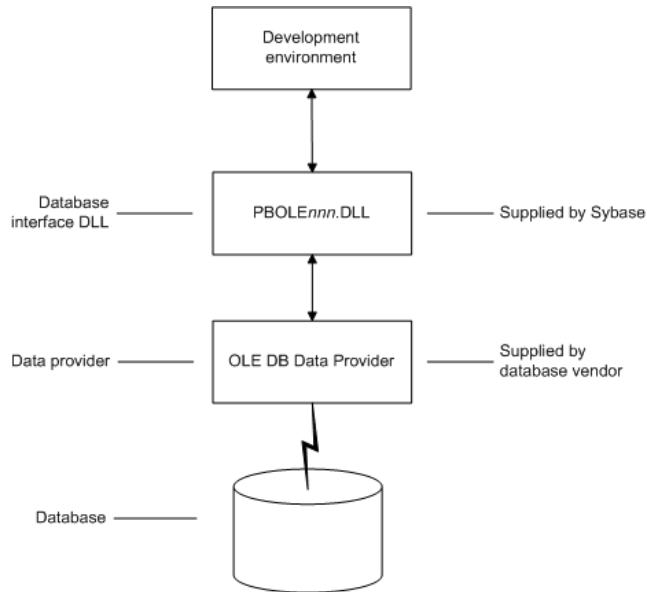 Development
environment
Database
interface DLL
PBOLEnnn.DLL
Supplied by Sybase
Data provider
OLE DB Data Provider
Supplied by
database vendor
Database